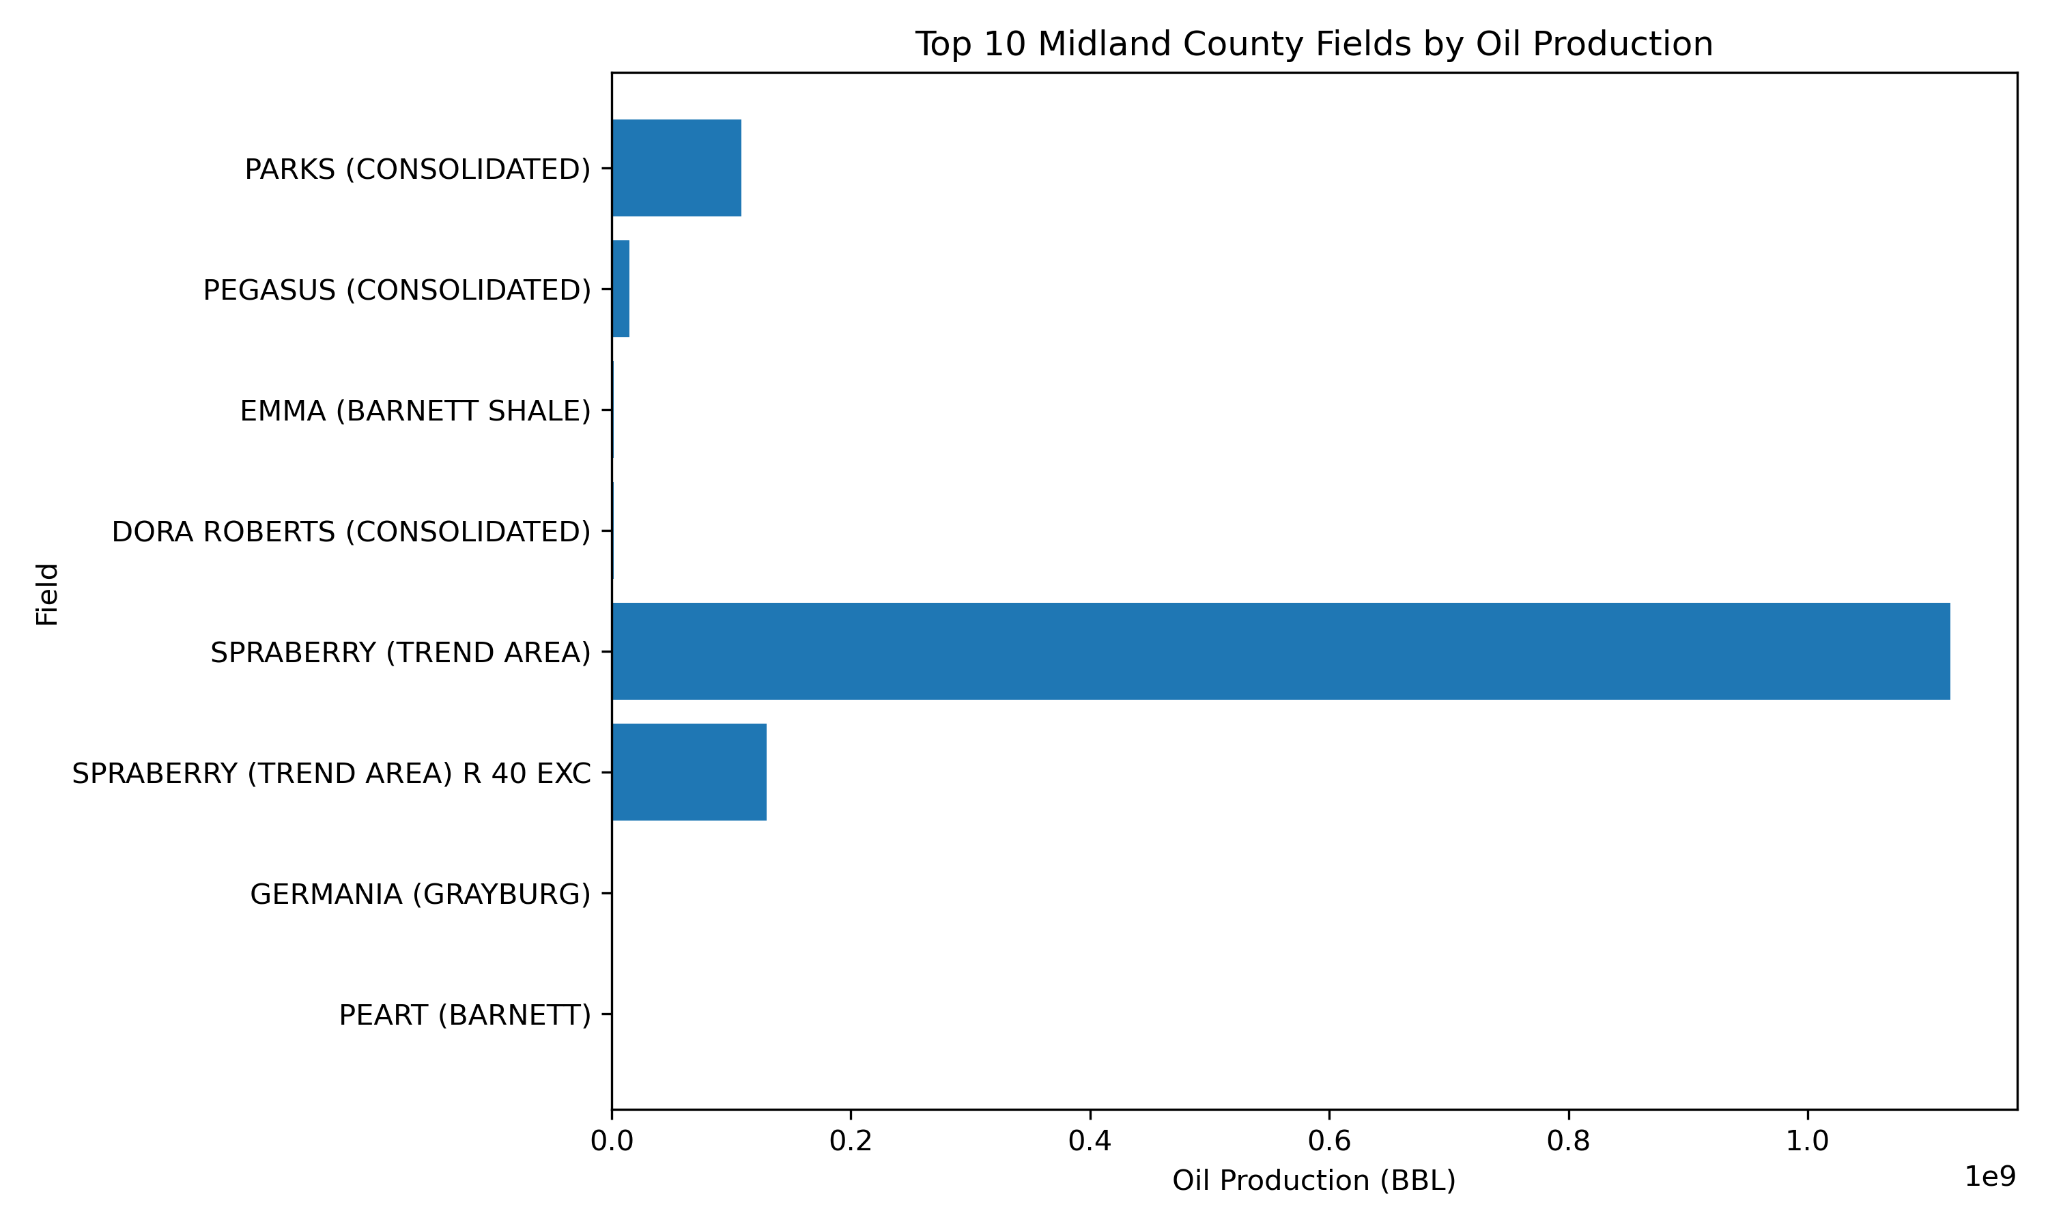 Top 10 Midland County Fields by Oil Production
PARKS (CONSOLIDATED)
PEGASUS (CONSOLIDATED)
EMMA (BARNETT SHALE)
DORA ROBERTS (CONSOLIDATED)
Field
SPRABERRY (TREND AREA)
SPRABERRY (TREND AREA) R 40 EXC
GERMANIA (GRAYBURG)
PEART (BARNETT)
0.0 0.2 0.4 0.6 0.8 1.0
1e9
Oil Production (BBL)